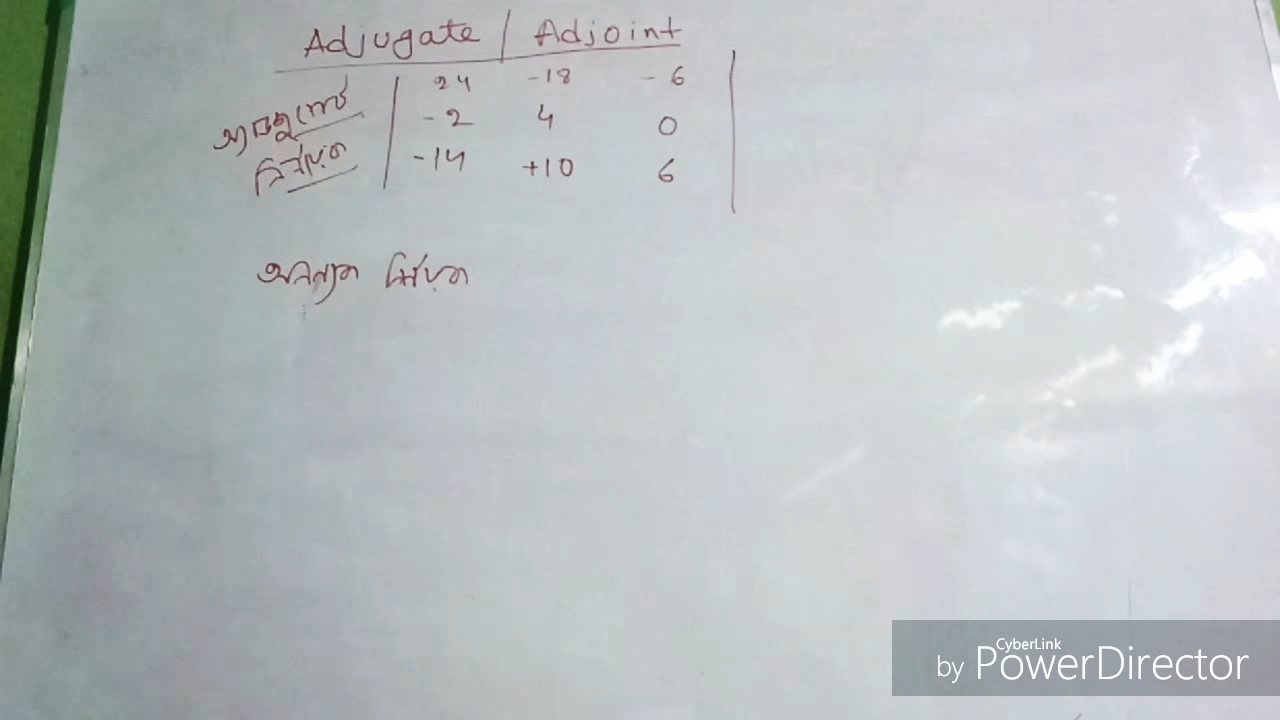 Adjugate / Adjoint
24 -18 -6
-2 4 0
-14 +10 6
নির্ণায়ক
নির্ণায়ক
CyberLink
by PowerDirector